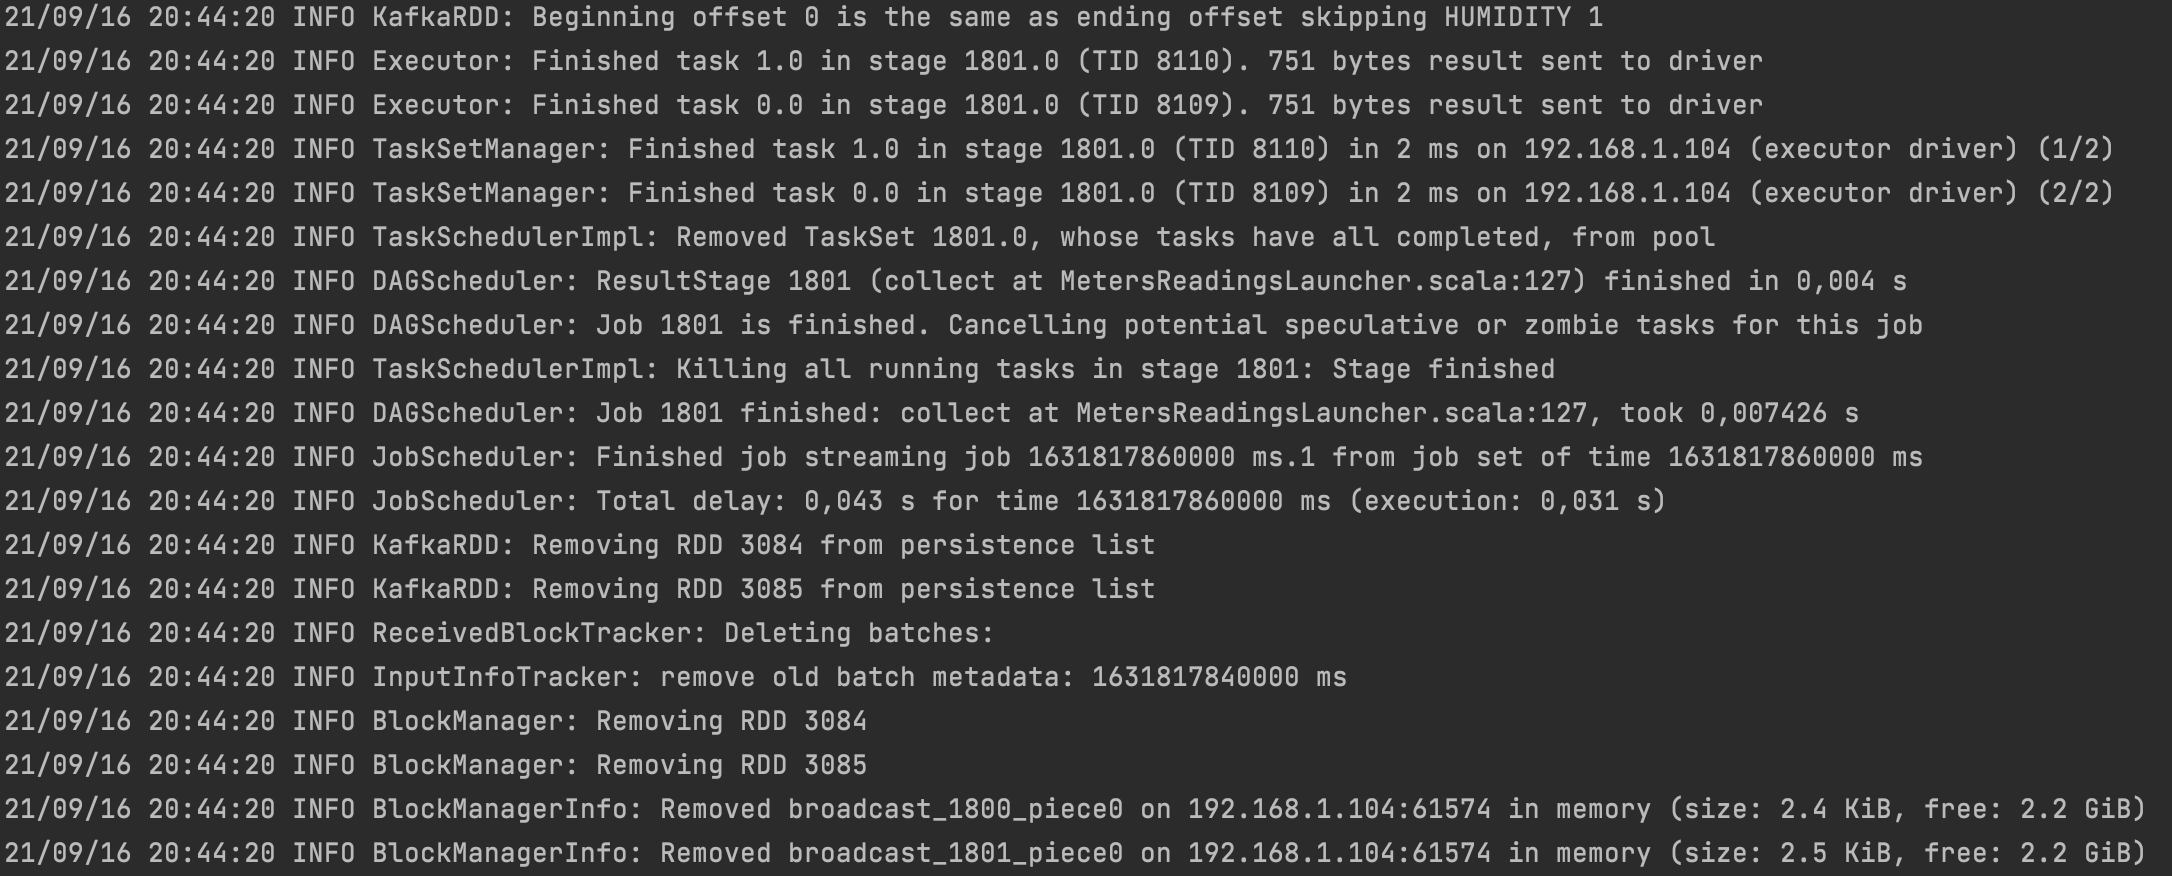 21/09/16 20:44:20 INFO KafkaRDD: Beginning offset 0 is the same as ending offset skipping HUMIDITY 1
21/09/16 20:44:20 INFO Executor: Finished task 1.0 in stage 1801.0 (TID 8110). 751 bytes result sent to driver
21/09/16 20:44:20 INFO Executor: Finished task 0.0 in stage 1801.0 (TID 8109). 751 bytes result sent to driver
21/09/16 20:44:20 INFO TaskSetManager: Finished task 1.0 in stage 1801.0 (TID 8110) in 2 ms on 192.168.1.104 (executor driver) (1/2)
21/09/16 20:44:20 INFO TaskSetManager: Finished task 0.0 in stage 1801.0 (TID 8109) in 2 ms on 192.168.1.104 (executor driver) (2/2)
21/09/16 20:44:20 INFO TaskSchedulerImpl: Removed TaskSet 1801.0, whose tasks have all completed, from pool
21/09/16 20:44:20 INFO DAGScheduler: ResultStage 1801 (collect at MetersReadingsLauncher.scala:127) finished in 0,004 s
21/09/16 20:44:20 INFO DAGScheduler: Job 1801 is finished. Cancelling potential speculative or zombie tasks for this job
21/09/16 20:44:20 INFO TaskSchedulerImpl: Killing all running tasks in stage 1801: Stage finished
21/09/16 20:44:20 INFO DAGScheduler: Job 1801 finished: collect at MetersReadingsLauncher.scala:127, took 0,007426 s
21/09/16 20:44:20 INFO JobScheduler: Finished job streaming job 1631817860000 ms.1 from job set of time 1631817860000 ms
21/09/16 20:44:20 INFO JobScheduler: Total delay: 0,043 s for time 1631817860000 ms (execution: 0,031 s)
21/09/16 20:44:20 INFO KafkaRDD: Removing RDD 3084 from persistence list
21/09/16 20:44:20 INFO KafkaRDD: Removing RDD 3085 from persistence list
21/09/16 20:44:20 INFO ReceivedBlockTracker: Deleting batches:
21/09/16 20:44:20 INFO InputInfoTracker: remove old batch metadata: 1631817840000 ms
21/09/16 20:44:20 INFO BlockManager: Removing RDD 3084
21/09/16 20:44:20 INFO BlockManager: Removing RDD 3085
21/09/16 20:44:20 INFO BlockManagerInfo: Removed broadcast_1800_piece0 on 192.168.1.104:61574 in memory (size: 2.4 KiB, free: 2.2 GiB)
21/09/16 20:44:20 INFO BlockManagerInfo: Removed broadcast_1801_piece0 on 192.168.1.104:61574 in memory (size: 2.5 KiB, free: 2.2 GiB)